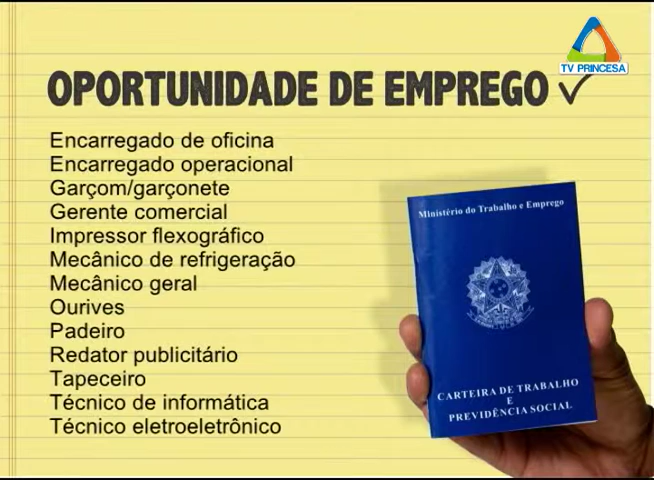 TV PRINCESA
OPORTUNIDADE DE EMPREGO
Encarregado de oficina
Encarregado operacional
Garçom/garçonete
Gerente comercial
Impressor flexográfico
Mecânico de refrigeração
Mecânico geral
Ourives
Padeiro
Redator publicitário
Tapeceiro
Técnico de informática
Técnico eletroeletrônico
Ministério do Trabalho e Emprego
CARTEIRA DE TRABALHO
E
PREVIDÊNCIA SOCIAL